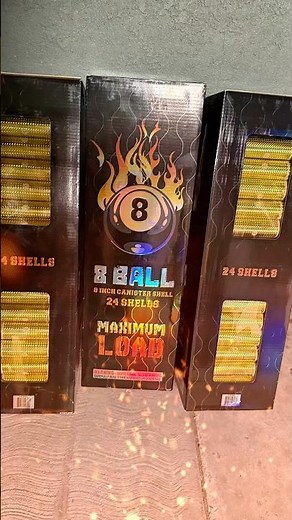 8
8 BALL
8 INCH CANISTER SHELL
24 SHELLS
MAXIMUM
LOAD
4 SHELLS
24 SHELLS